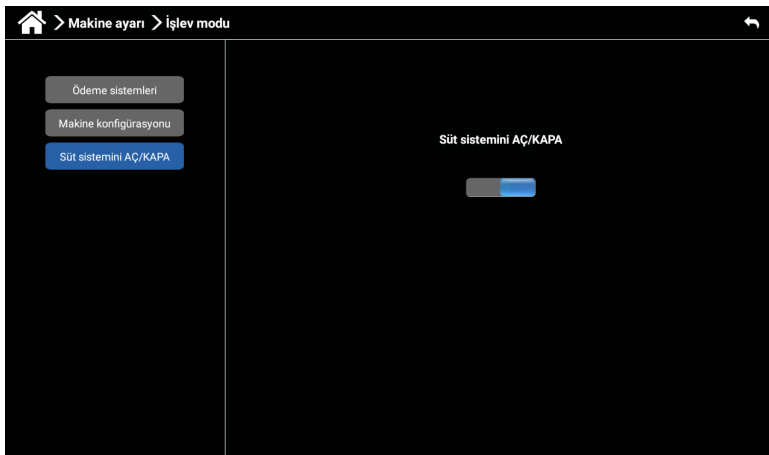 Makine ayarı İşlev modu
Ödeme sistemleri
Makine konfigürasyonu
Süt sistemini AÇ/KAPA
Süt sistemini AÇ/KAPA